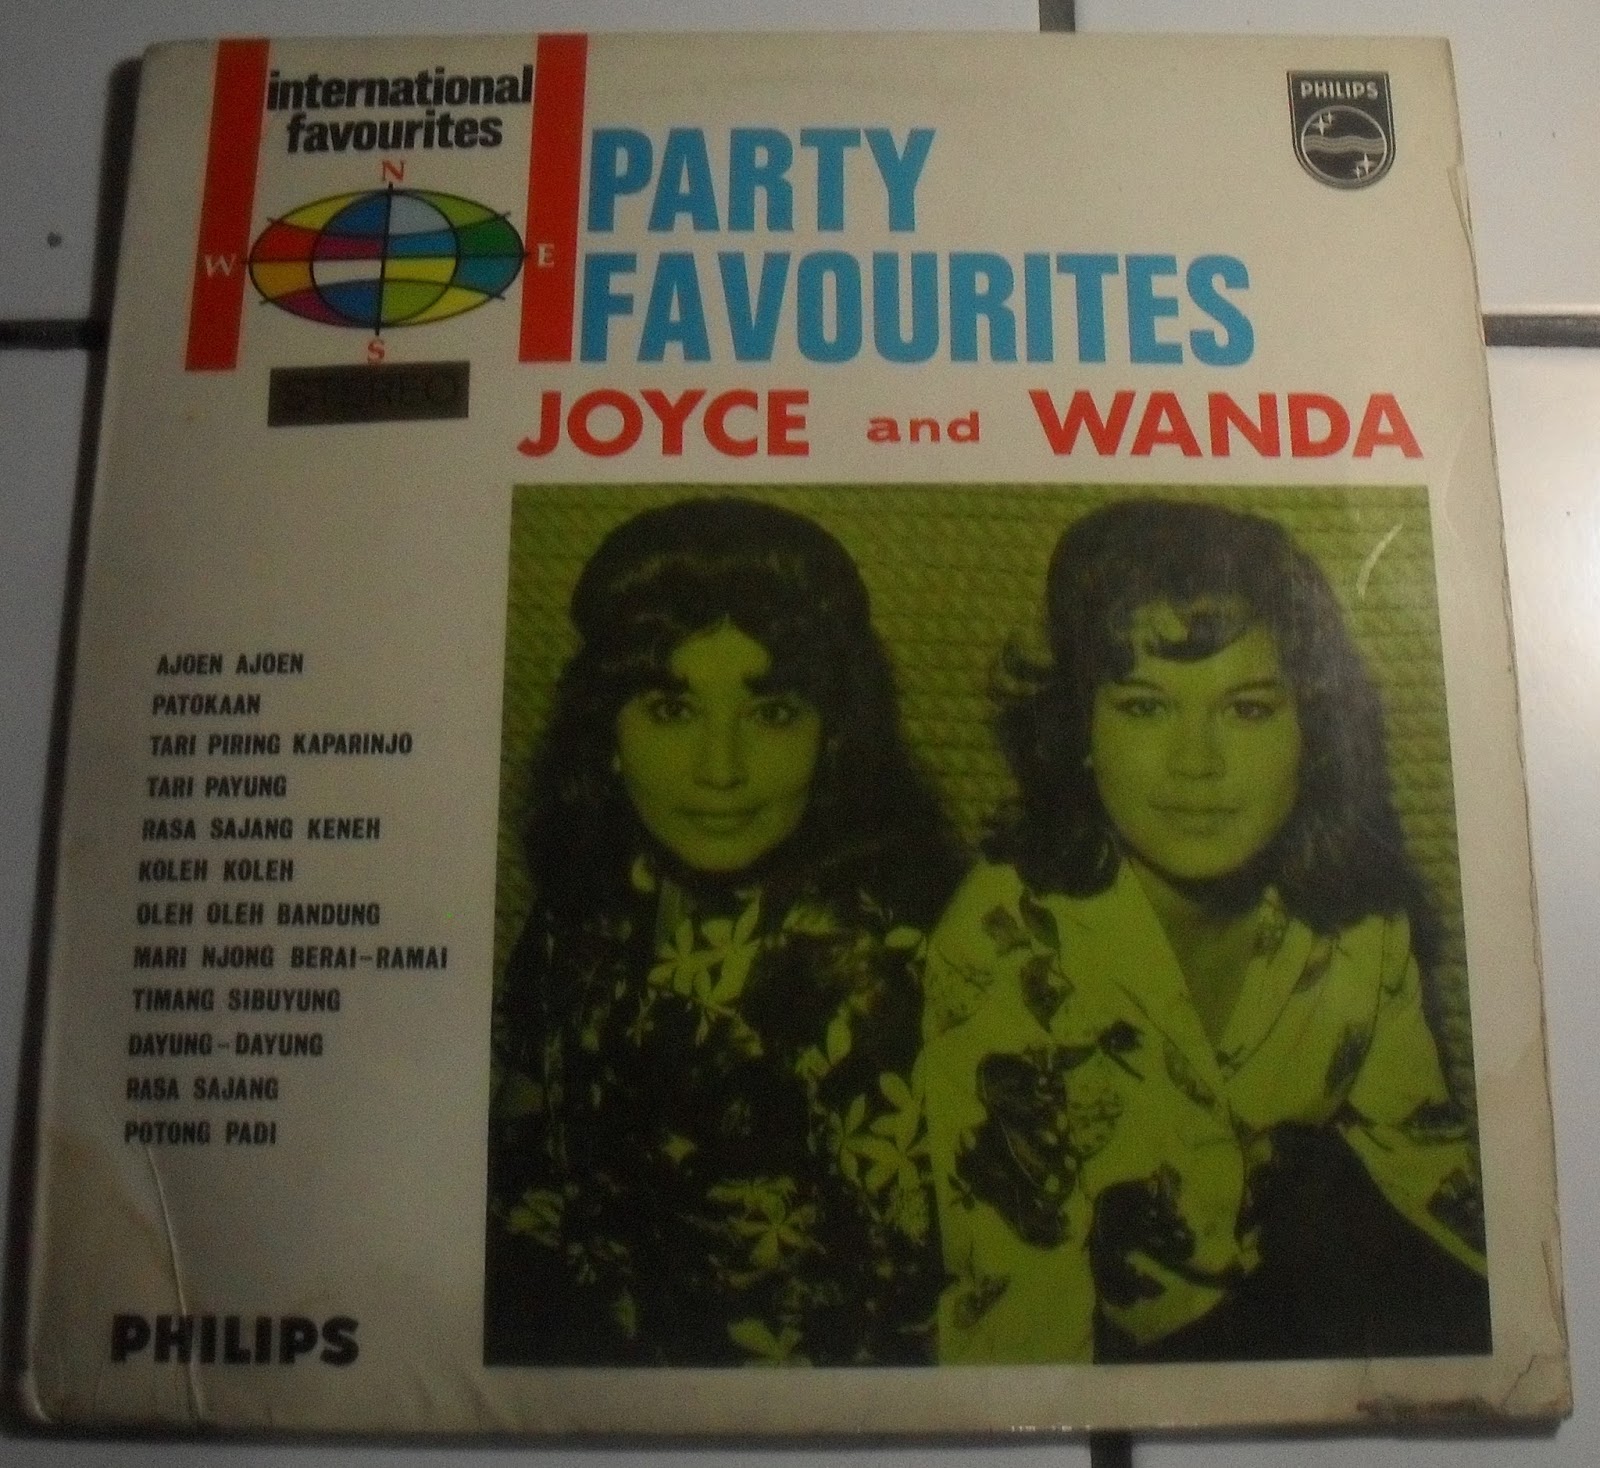 international
favourites
N
W
E
S
STEREO
PHILIPS
PARTY
FAVOURITES
JOYCE and WANDA
AJOEN AJOEN
PATOKAAN
TARI PIRING KAPARINJO
TARI PAYUNG
RASA SAJANG KENEH
KOLEH KOLEH
OLEH OLEH BANDUNG
MARI NJONG BERAI-RAMAI
TIMANG SIBUYUNG
DAYUNG-DAYUNG
RASA SAJANG
POTONG PADI
PHILIPS